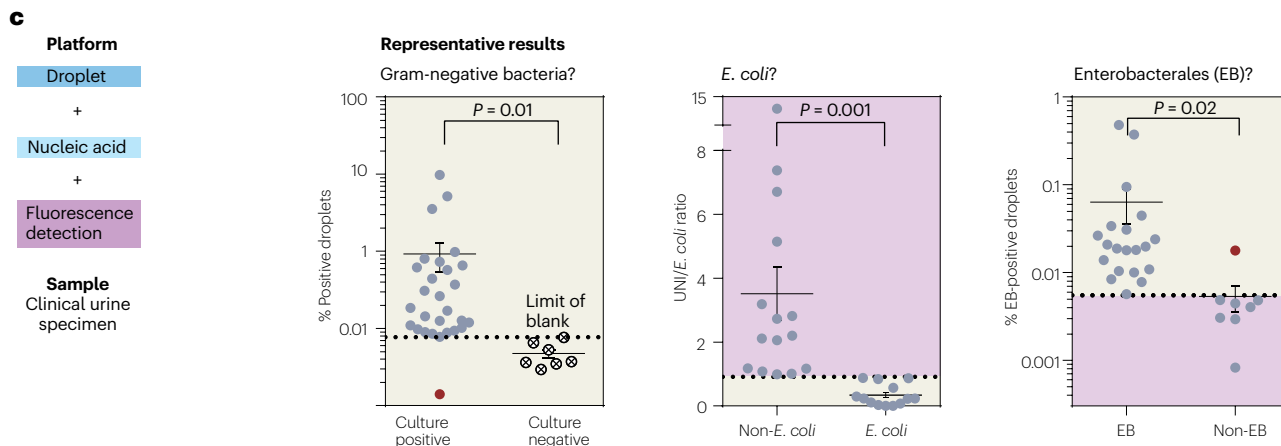 c
Platform
Droplet
+
Nucleic acid
+
Fluorescence
detection
Sample
Clinical urine
specimen
Representative results
Gram-negative bacteria?
% Positive droplets
100
10
1
0.01
P = 0.01
Limit of
blank
Culture
positive
Culture
negative
E. coli?
UNI/E. coli ratio
15
8
6
4
2
0
P = 0.001
Non-E. coli
E. coli
Enterobacterales (EB)?
% EB-positive droplets
1
0.1
0.01
0.001
P = 0.02
EB
Non-EB